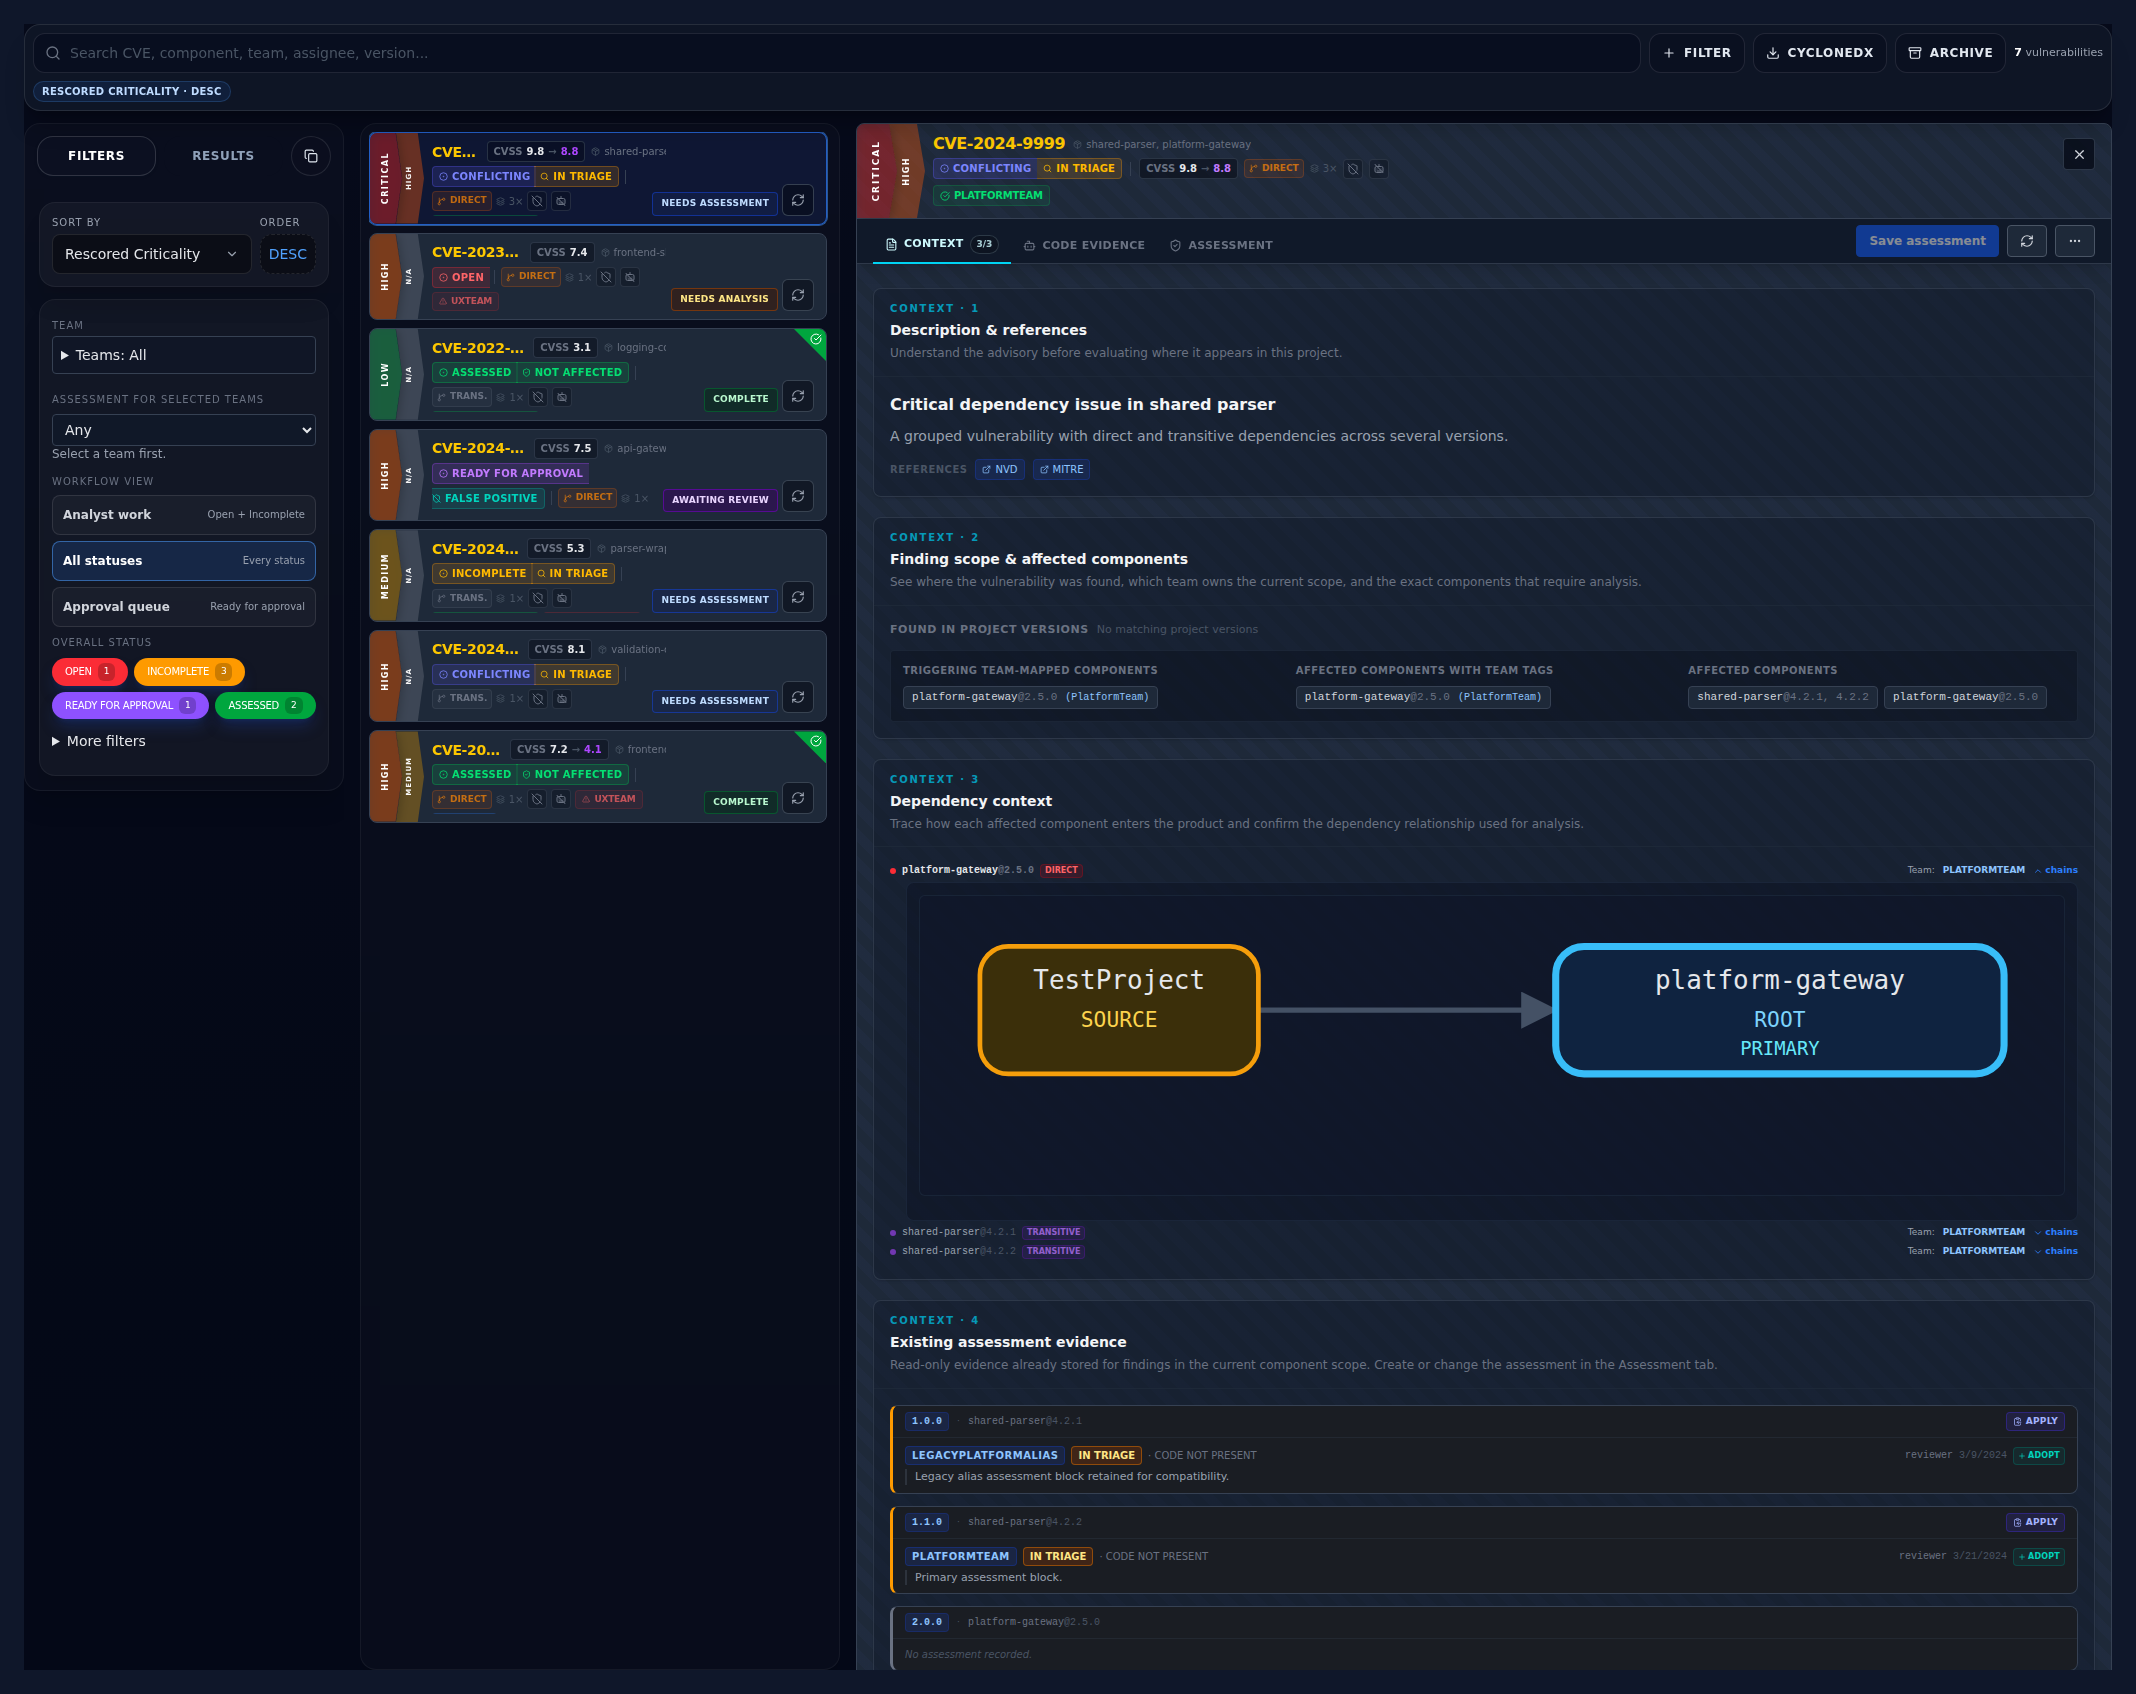 Search CVE, component, team, assignee, version...
FILTER
CYCLONEDX
ARCHIVE
7 vulnerabilities
RESCORED CRITICALITY · DESC
FILTERS
RESULTS
SORT BY
ORDER
Rescored Criticality
DESC
TEAM
Teams: All
ASSESSMENT FOR SELECTED TEAMS
Any
Select a team first.
WORKFLOW VIEW
Analyst work Open + Incomplete
All statuses Every status
Approval queue Ready for approval
OVERALL STATUS
OPEN 1
INCOMPLETE 3
READY FOR APPROVAL 1
ASSESSED 2
More filters
CRITICAL
HIGH
CVE... CVSS 9.8 → 8.8 shared-parse
CONFLICTING IN TRIAGE
DIRECT 3× NEEDS ASSESSMENT
HIGH
N/A
CVE-2023... CVSS 7.4 frontend-s
OPEN DIRECT 1×
UXTEAM NEEDS ANALYSIS
LOW
N/A
CVE-2022-... CVSS 3.1 logging-co
ASSESSED NOT AFFECTED
TRANS. 1× COMPLETE
HIGH
N/A
CVE-2024-... CVSS 7.5 api-gatew
READY FOR APPROVAL
FALSE POSITIVE DIRECT 1× AWAITING REVIEW
MEDIUM
N/A
CVE-2024... CVSS 5.3 parser-wrap
INCOMPLETE IN TRIAGE
TRANS. 1× NEEDS ASSESSMENT
HIGH
N/A
CVE-2024... CVSS 8.1 validation-
CONFLICTING IN TRIAGE
TRANS. 1× NEEDS ASSESSMENT
HIGH
MEDIUM
CVE-20... CVSS 7.2 → 4.1 fronten
ASSESSED NOT AFFECTED
DIRECT 1× UXTEAM COMPLETE
CRITICAL
HIGH
CVE-2024-9999 shared-parser, platform-gateway
CONFLICTING IN TRIAGE CVSS 9.8 → 8.8 DIRECT 3×
PLATFORMTEAM
CONTEXT 3/3
CODE EVIDENCE
ASSESSMENT
Save assessment
...
CONTEXT · 1
Description & references
Understand the advisory before evaluating where it appears in this project.
Critical dependency issue in shared parser
A grouped vulnerability with direct and transitive dependencies across several versions.
REFERENCES NVD MITRE
CONTEXT · 2
Finding scope & affected components
See where the vulnerability was found, which team owns the current scope, and the exact components that require analysis.
FOUND IN PROJECT VERSIONS No matching project versions
TRIGGERING TEAM-MAPPED COMPONENTS
platform-gateway@2.5.0 (PlatformTeam)
AFFECTED COMPONENTS WITH TEAM TAGS
platform-gateway@2.5.0 (PlatformTeam)
AFFECTED COMPONENTS
shared-parser@4.2.1, 4.2.2 platform-gateway@2.5.0
CONTEXT · 3
Dependency context
Trace how each affected component enters the product and confirm the dependency relationship used for analysis.
platform-gateway@2.5.0 DIRECT Team: PLATFORMTEAM chains
TestProject
SOURCE
platform-gateway
ROOT
PRIMARY
shared-parser@4.2.1 TRANSITIVE Team: PLATFORMTEAM chains
shared-parser@4.2.2 TRANSITIVE Team: PLATFORMTEAM chains
CONTEXT · 4
Existing assessment evidence
Read-only evidence already stored for findings in the current component scope. Create or change the assessment in the Assessment tab.
1.0.0 · shared-parser@4.2.1 APPLY
LEGACYPLATFORMALIAS IN TRIAGE · CODE NOT PRESENT reviewer 3/9/2024 + ADOPT
Legacy alias assessment block retained for compatibility.
1.1.0 · shared-parser@4.2.2 APPLY
PLATFORMTEAM IN TRIAGE · CODE NOT PRESENT reviewer 3/21/2024 + ADOPT
Primary assessment block.
2.0.0 · platform-gateway@2.5.0
No assessment recorded.